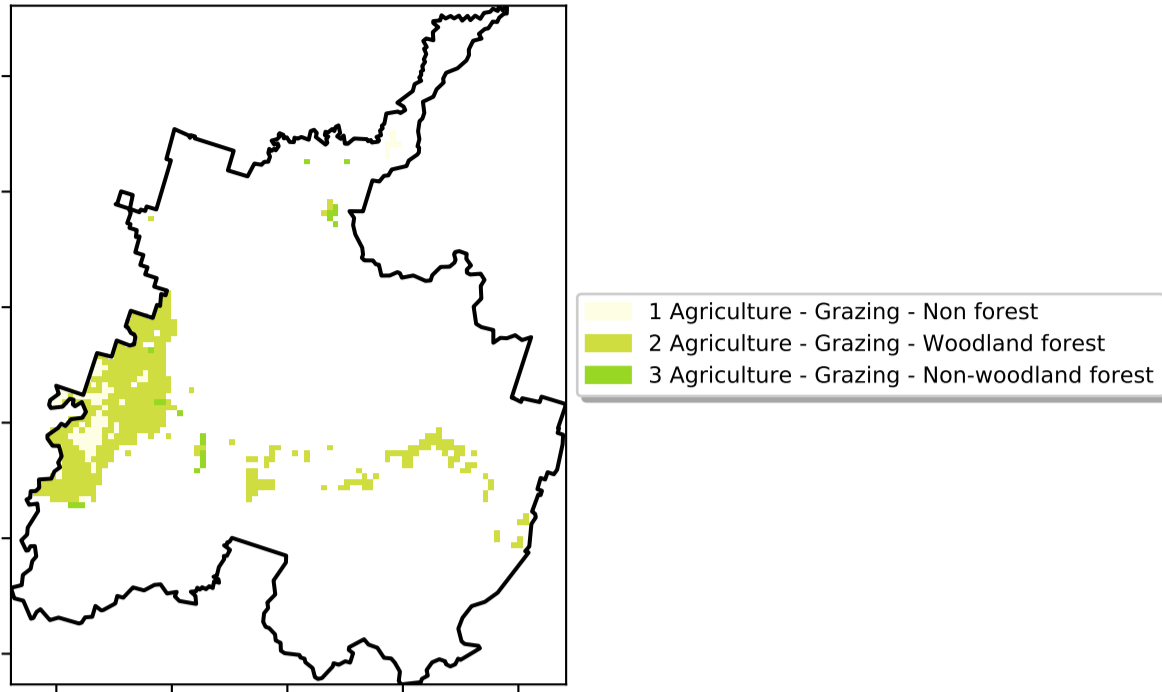 1 Agriculture - Grazing - Non forest
2 Agriculture - Grazing - Woodland forest
3 Agriculture - Grazing - Non-woodland forest